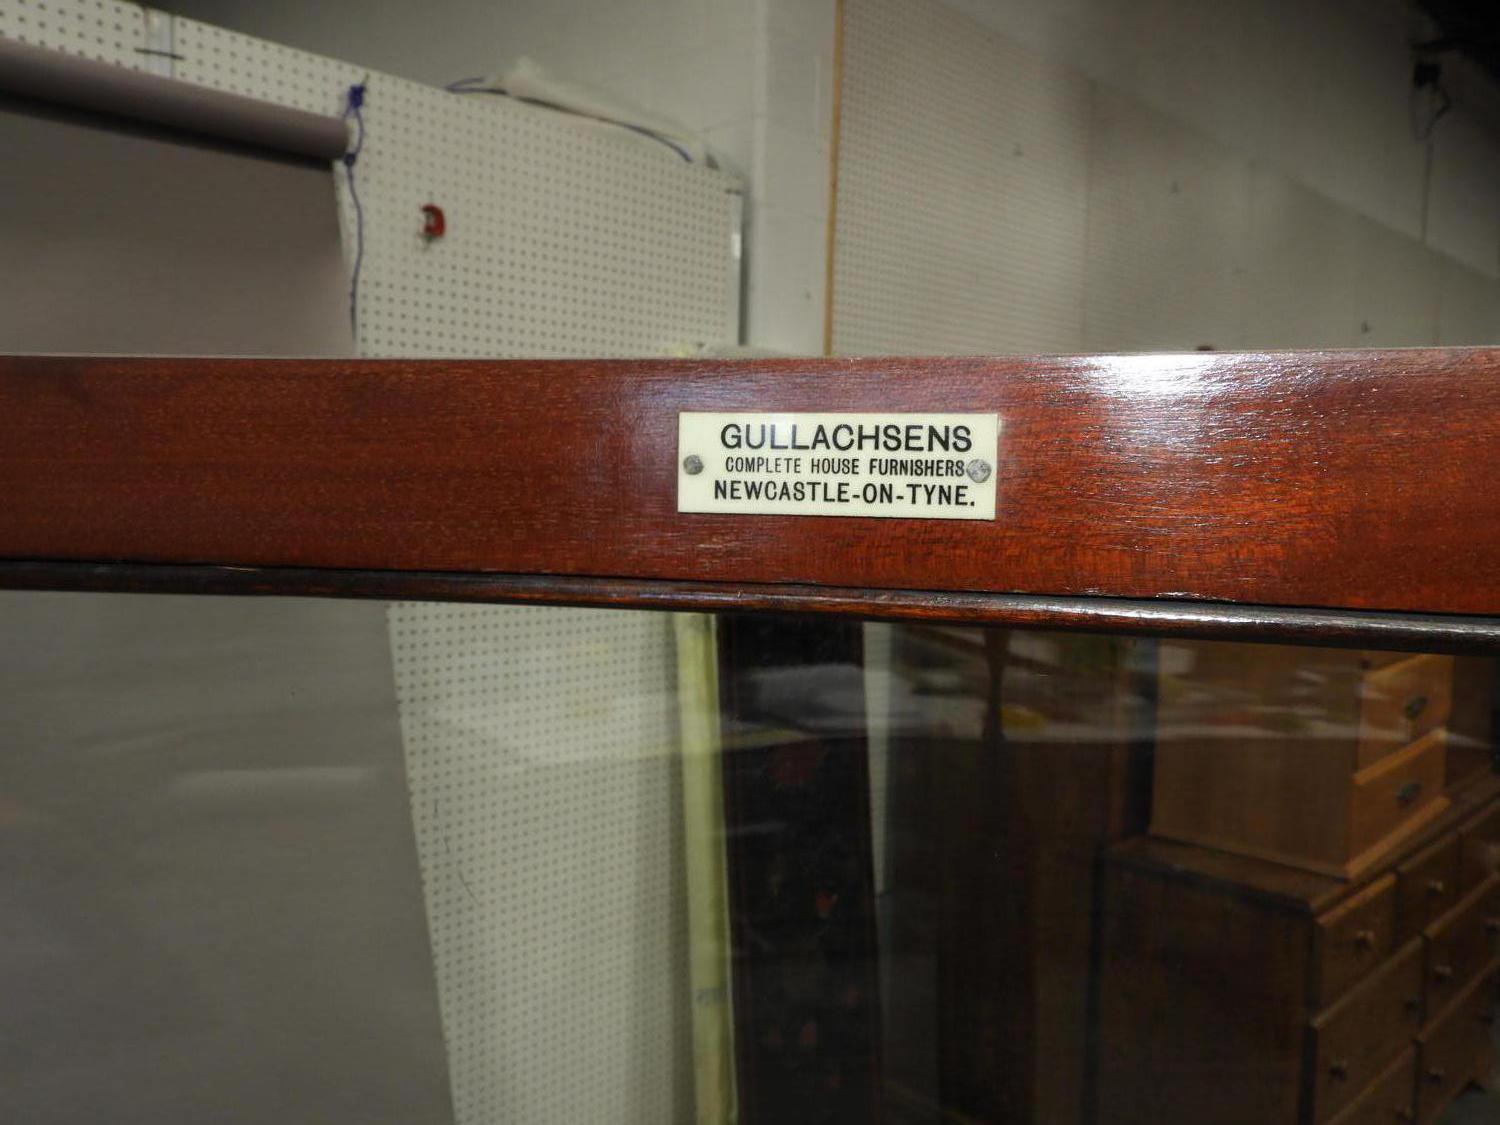 GULLACHSENS
COMPLETE HOUSE FURNISHERS
NEWCASTLE-ON-TYNE.